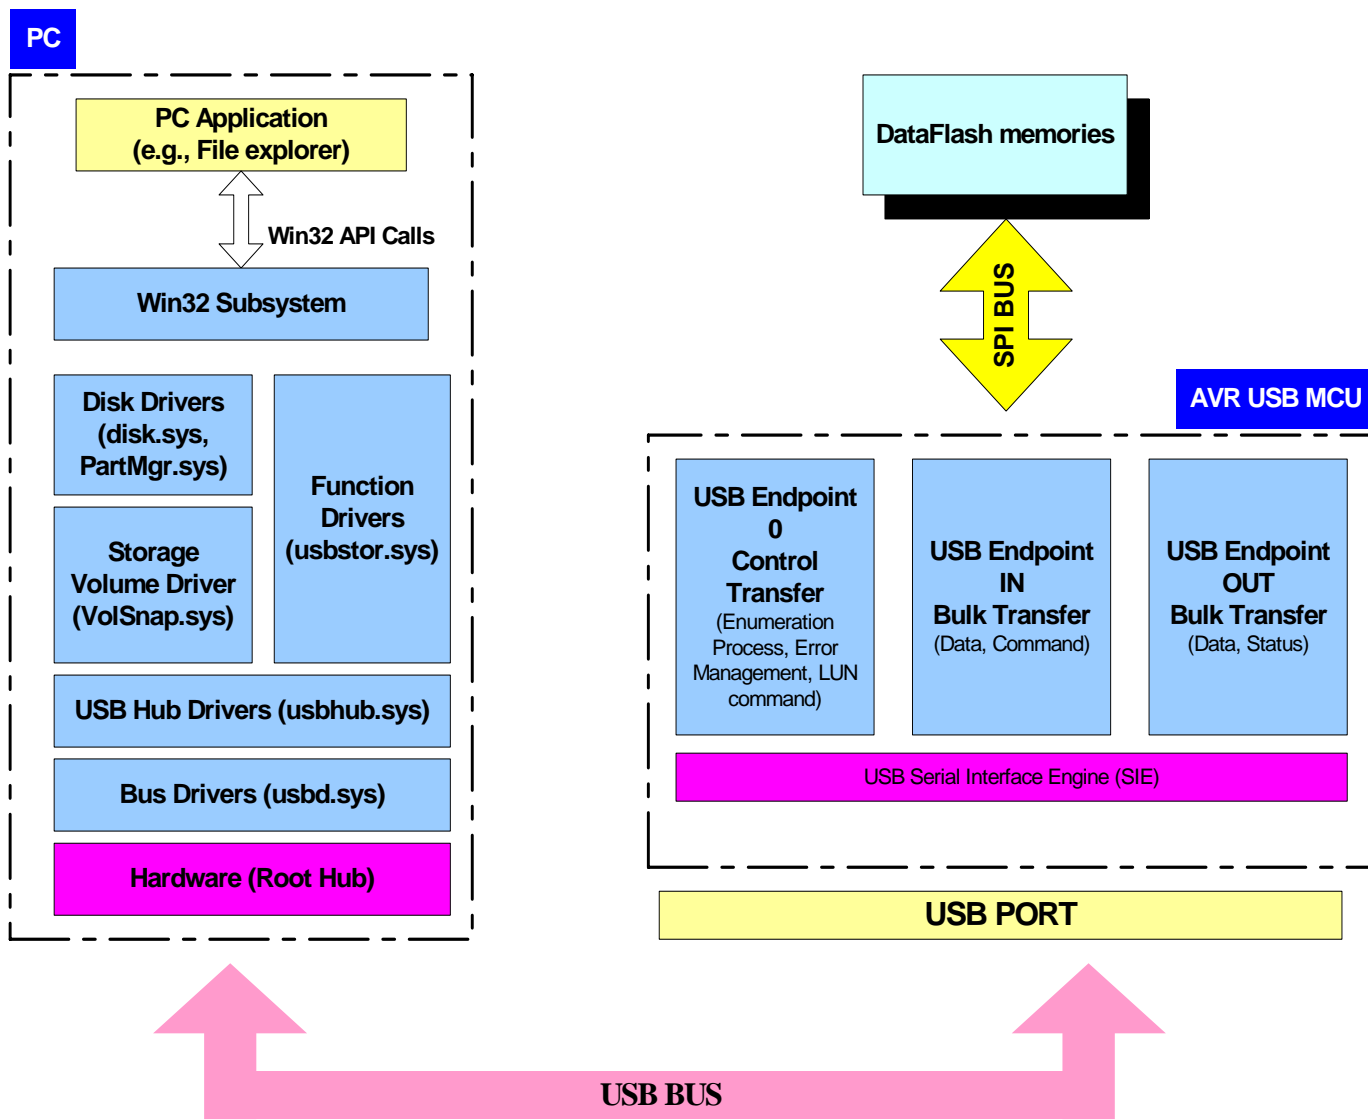 PC
PC Application
(e.g., File explorer)
Win32 API Calls
Win32 Subsystem
Disk Drivers
(disk.sys,
PartMgr.sys)
Function
Drivers
(usbstor.sys)
Storage
Volume Driver
(VolSnap.sys)
USB Hub Drivers (usbhub.sys)
Bus Drivers (usbd.sys)
Hardware (Root Hub)
DataFlash memories
SPI BUS
AVR USB MCU
USB Endpoint
0
Control
Transfer
(Enumeration
Process, Error
Management, LUN
command)
USB Endpoint
IN
Bulk Transfer
(Data, Command)
USB Endpoint
OUT
Bulk Transfer
(Data, Status)
USB Serial Interface Engine (SIE)
USB PORT
USB BUS